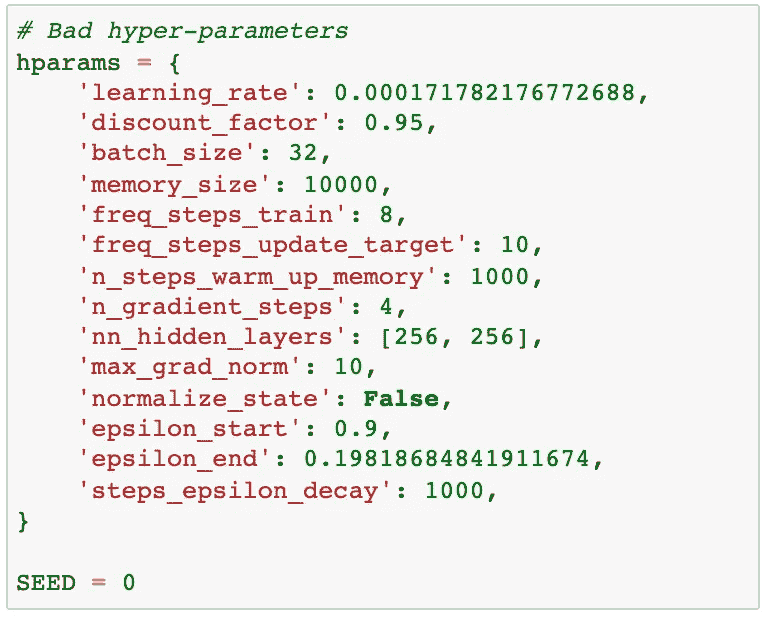 # Bad hyper-parameters
hparams = {
    'learning_rate': 0.000171782176772688,
    'discount_factor': 0.95,
    'batch_size': 32,
    'memory_size': 10000,
    'freq_steps_train': 8,
    'freq_steps_update_target': 10,
    'n_steps_warm_up_memory': 1000,
    'n_gradient_steps': 4,
    'nn_hidden_layers': [256, 256],
    'max_grad_norm': 10,
    'normalize_state': False,
    'epsilon_start': 0.9,
    'epsilon_end': 0.19818684841911674,
    'steps_epsilon_decay': 1000,
}
SEED = 0